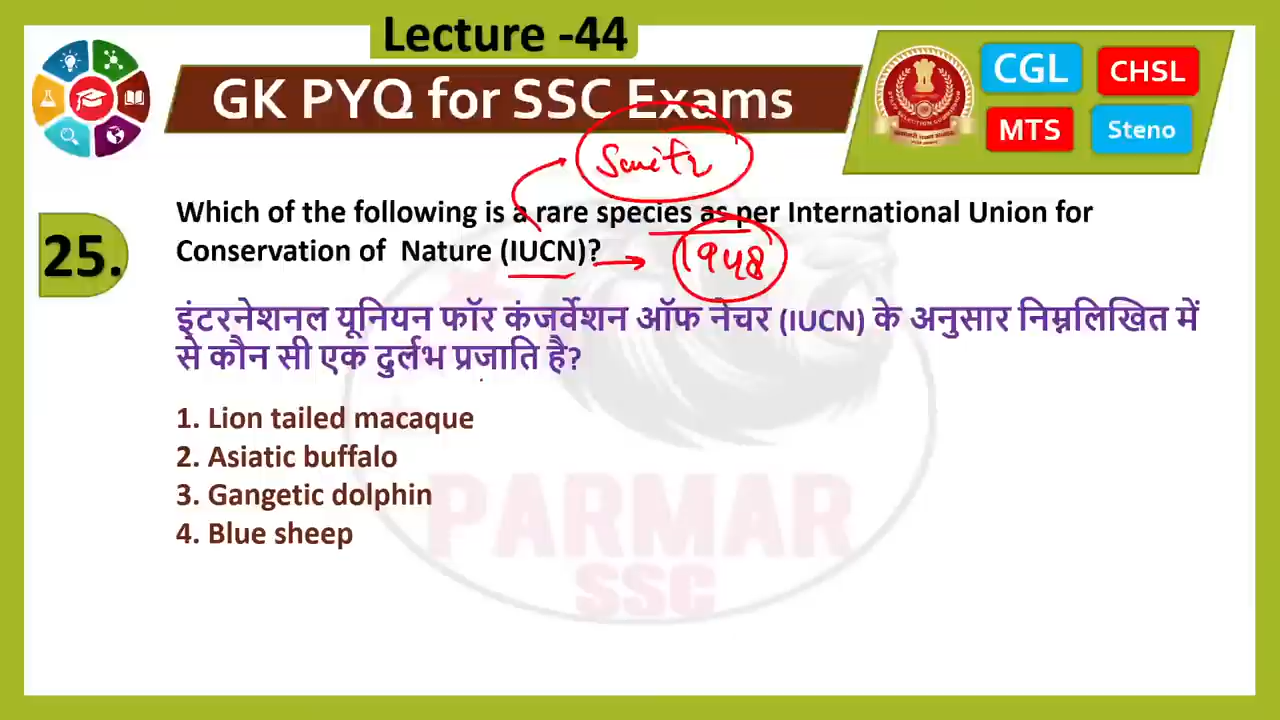 Lecture -44
GK PYQ for SSC Exams
CGL
CHSL
MTS
Steno
25.
Which of the following is a rare species as per International Union for
Conservation of Nature (IUCN)?
1948
इंटरनेशनल यूनियन फॉर कंजर्वेशन ऑफ नेचर (IUCN) के अनुसार निम्नलिखित में
से कौन सी एक दुर्लभ प्रजाति है?
1. Lion tailed macaque
2. Asiatic buffalo
3. Gangetic dolphin
4. Blue sheep
PARMAR
SSC